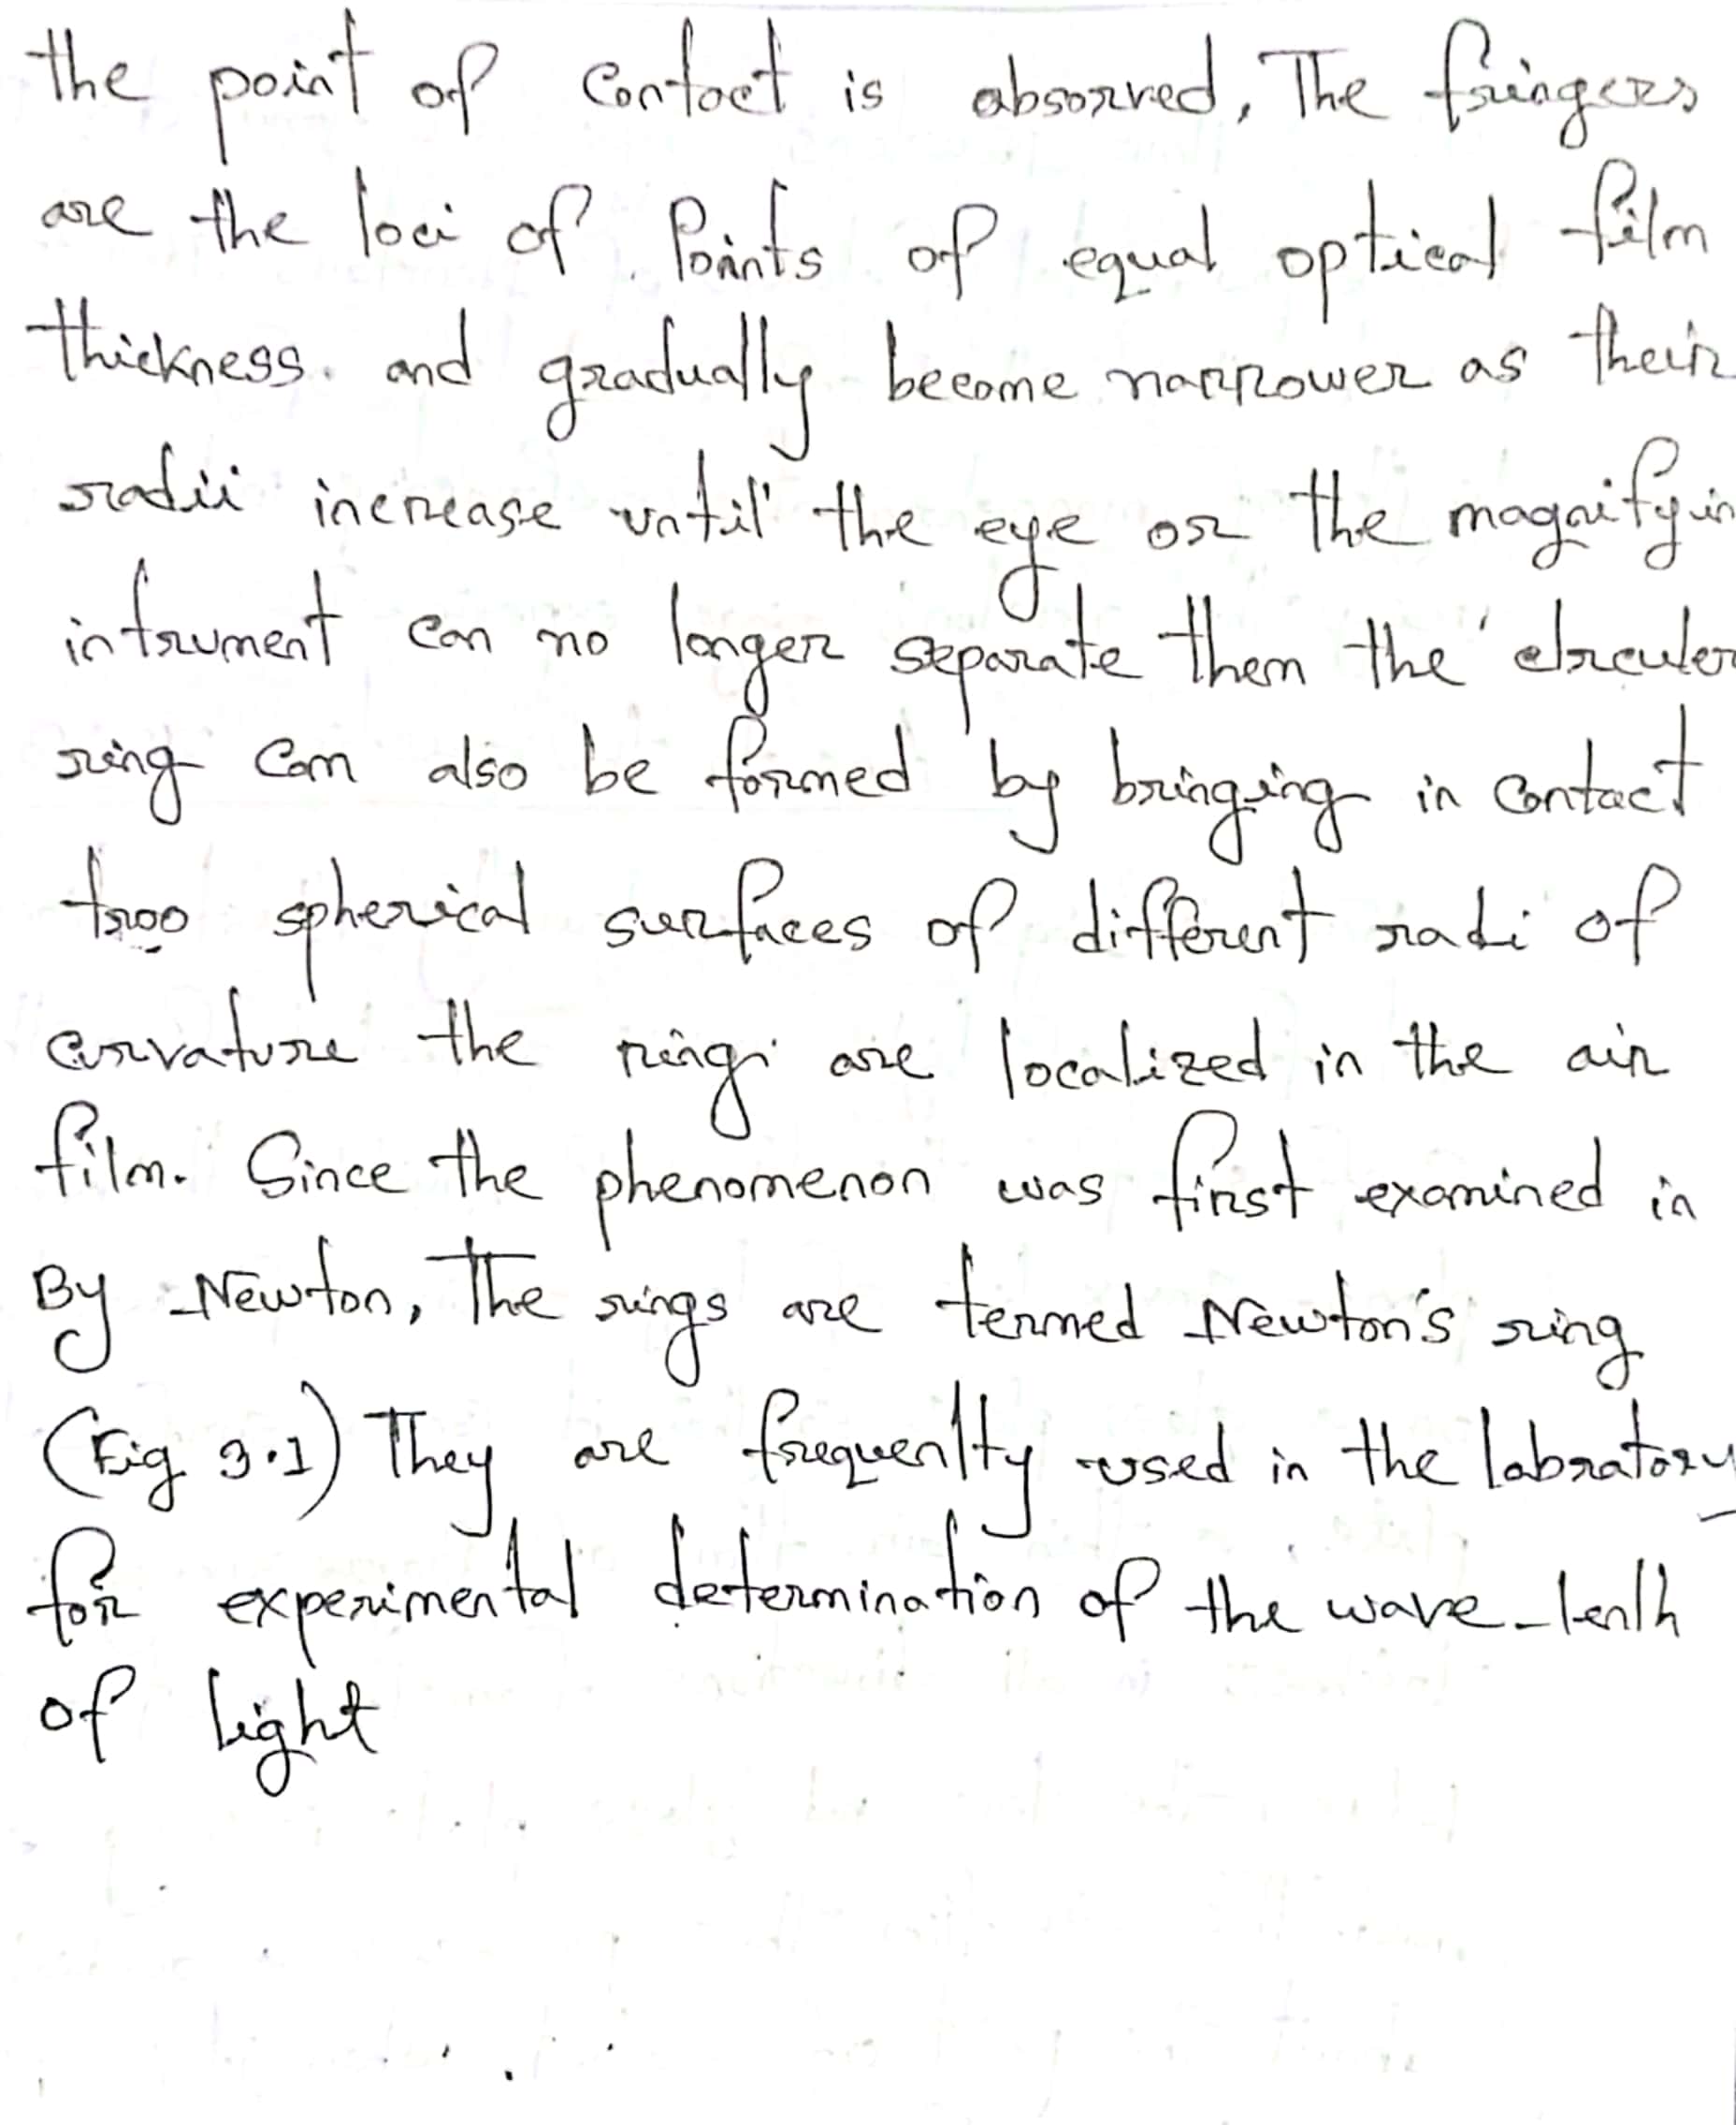 the point of Contact is absorved, The fringers
are the loci of Points of equal optical film
thickness. and gradually become narrower as their
radii increase until the eye or the magnifyin
intrument can no longer separate them the circuler
ring Can also be formed by bringing in Contact
two spherical surfaces of different radi of
curvature the ring are localized in the air
film. Since the phenomenon was first examined in
By Newton, The rings are termed Newton's ring
(Fig 3.1) They are frequenlty used in the labratory
for experimental determination of the wave-lenth
of light